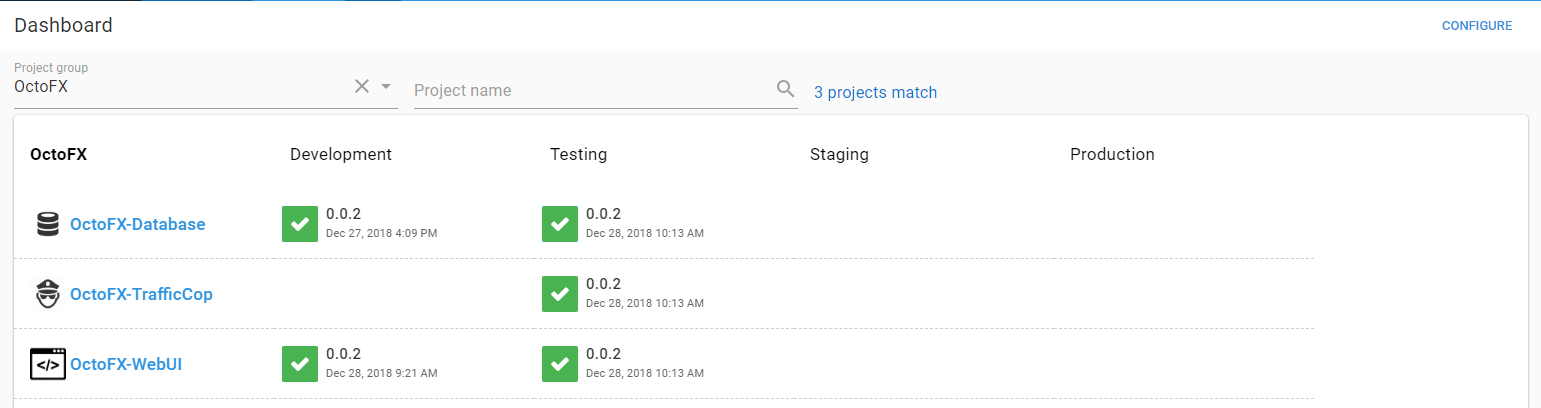 Dashboard
CONFIGURE
Project group
OctoFX
Project name
3 projects match
OctoFX Development Testing Staging Production
OctoFX-Database
0.0.2
Dec 27, 2018 4:09 PM
0.0.2
Dec 28, 2018 10:13 AM
OctoFX-TrafficCop
0.0.2
Dec 28, 2018 10:13 AM
</> OctoFX-WebUI
0.0.2
Dec 28, 2018 9:21 AM
0.0.2
Dec 28, 2018 10:13 AM